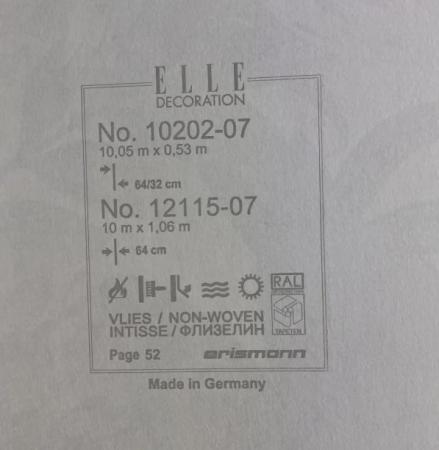 ELLE
DECORATION
No. 10202-07
10,05 m x 0,53 m
64/32 cm
No. 12115-07
10 m x 1,06 m
64 cm
RAL
TAPETEN
VLIES / NON-WOVEN
INTISSE / ФЛИЗЕЛИН
Page 52 erismann
Made in Germany